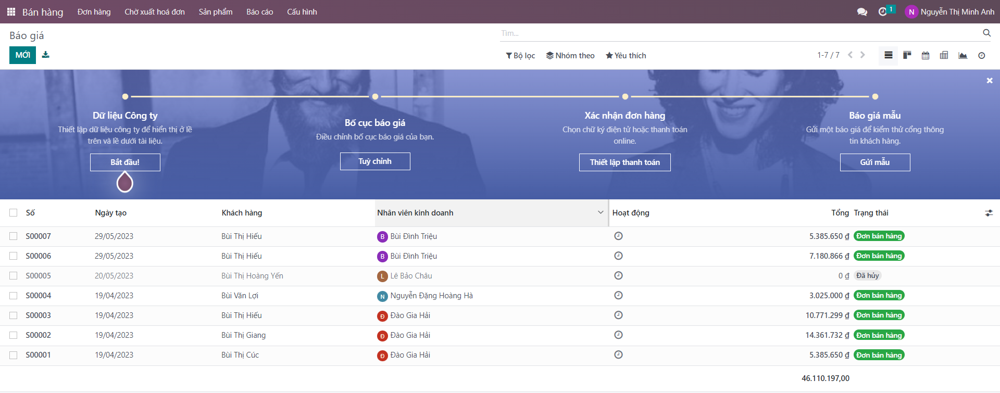 Bán hàng Đơn hàng Chờ xuất hoá đơn Sản phẩm Báo cáo Cấu hình 1 N Nguyễn Thị Minh Anh
Báo giá Tìm...
MỚI Bộ lọc Nhóm theo Yêu thích 1-7 / 7
Dữ liệu Công ty
Thiết lập dữ liệu công ty để hiển thị ở lề
trên và lề dưới tài liệu.
Bắt đầu!
Bố cục báo giá
Điều chỉnh bố cục báo giá của bạn.
Tuỳ chỉnh
Xác nhận đơn hàng
Chọn chữ ký điện tử hoặc thanh toán
online.
Thiết lập thanh toán
Báo giá mẫu
Gửi một báo giá để kiểm thử cổng thông
tin khách hàng.
Gửi mẫu
Số Ngày tạo Khách hàng Nhân viên kinh doanh Hoạt động Tổng Trạng thái
S00007 29/05/2023 Bùi Thị Hiếu B Bùi Đình Triệu 5.385.650 ₫ Đơn bán hàng
S00006 29/05/2023 Bùi Thị Hiếu B Bùi Đình Triệu 7.180.866 ₫ Đơn bán hàng
S00005 20/05/2023 Bùi Thị Hoàng Yến L Lê Bảo Châu 0 ₫ Đã hủy
S00004 19/04/2023 Bùi Văn Lợi N Nguyễn Đặng Hoàng Hà 3.025.000 ₫ Đơn bán hàng
S00003 19/04/2023 Bùi Thị Hiếu Đ Đào Gia Hải 10.771.299 ₫ Đơn bán hàng
S00002 19/04/2023 Bùi Thị Giang Đ Đào Gia Hải 14.361.732 ₫ Đơn bán hàng
S00001 19/04/2023 Bùi Thị Cúc Đ Đào Gia Hải 5.385.650 ₫ Đơn bán hàng
46.110.197,00